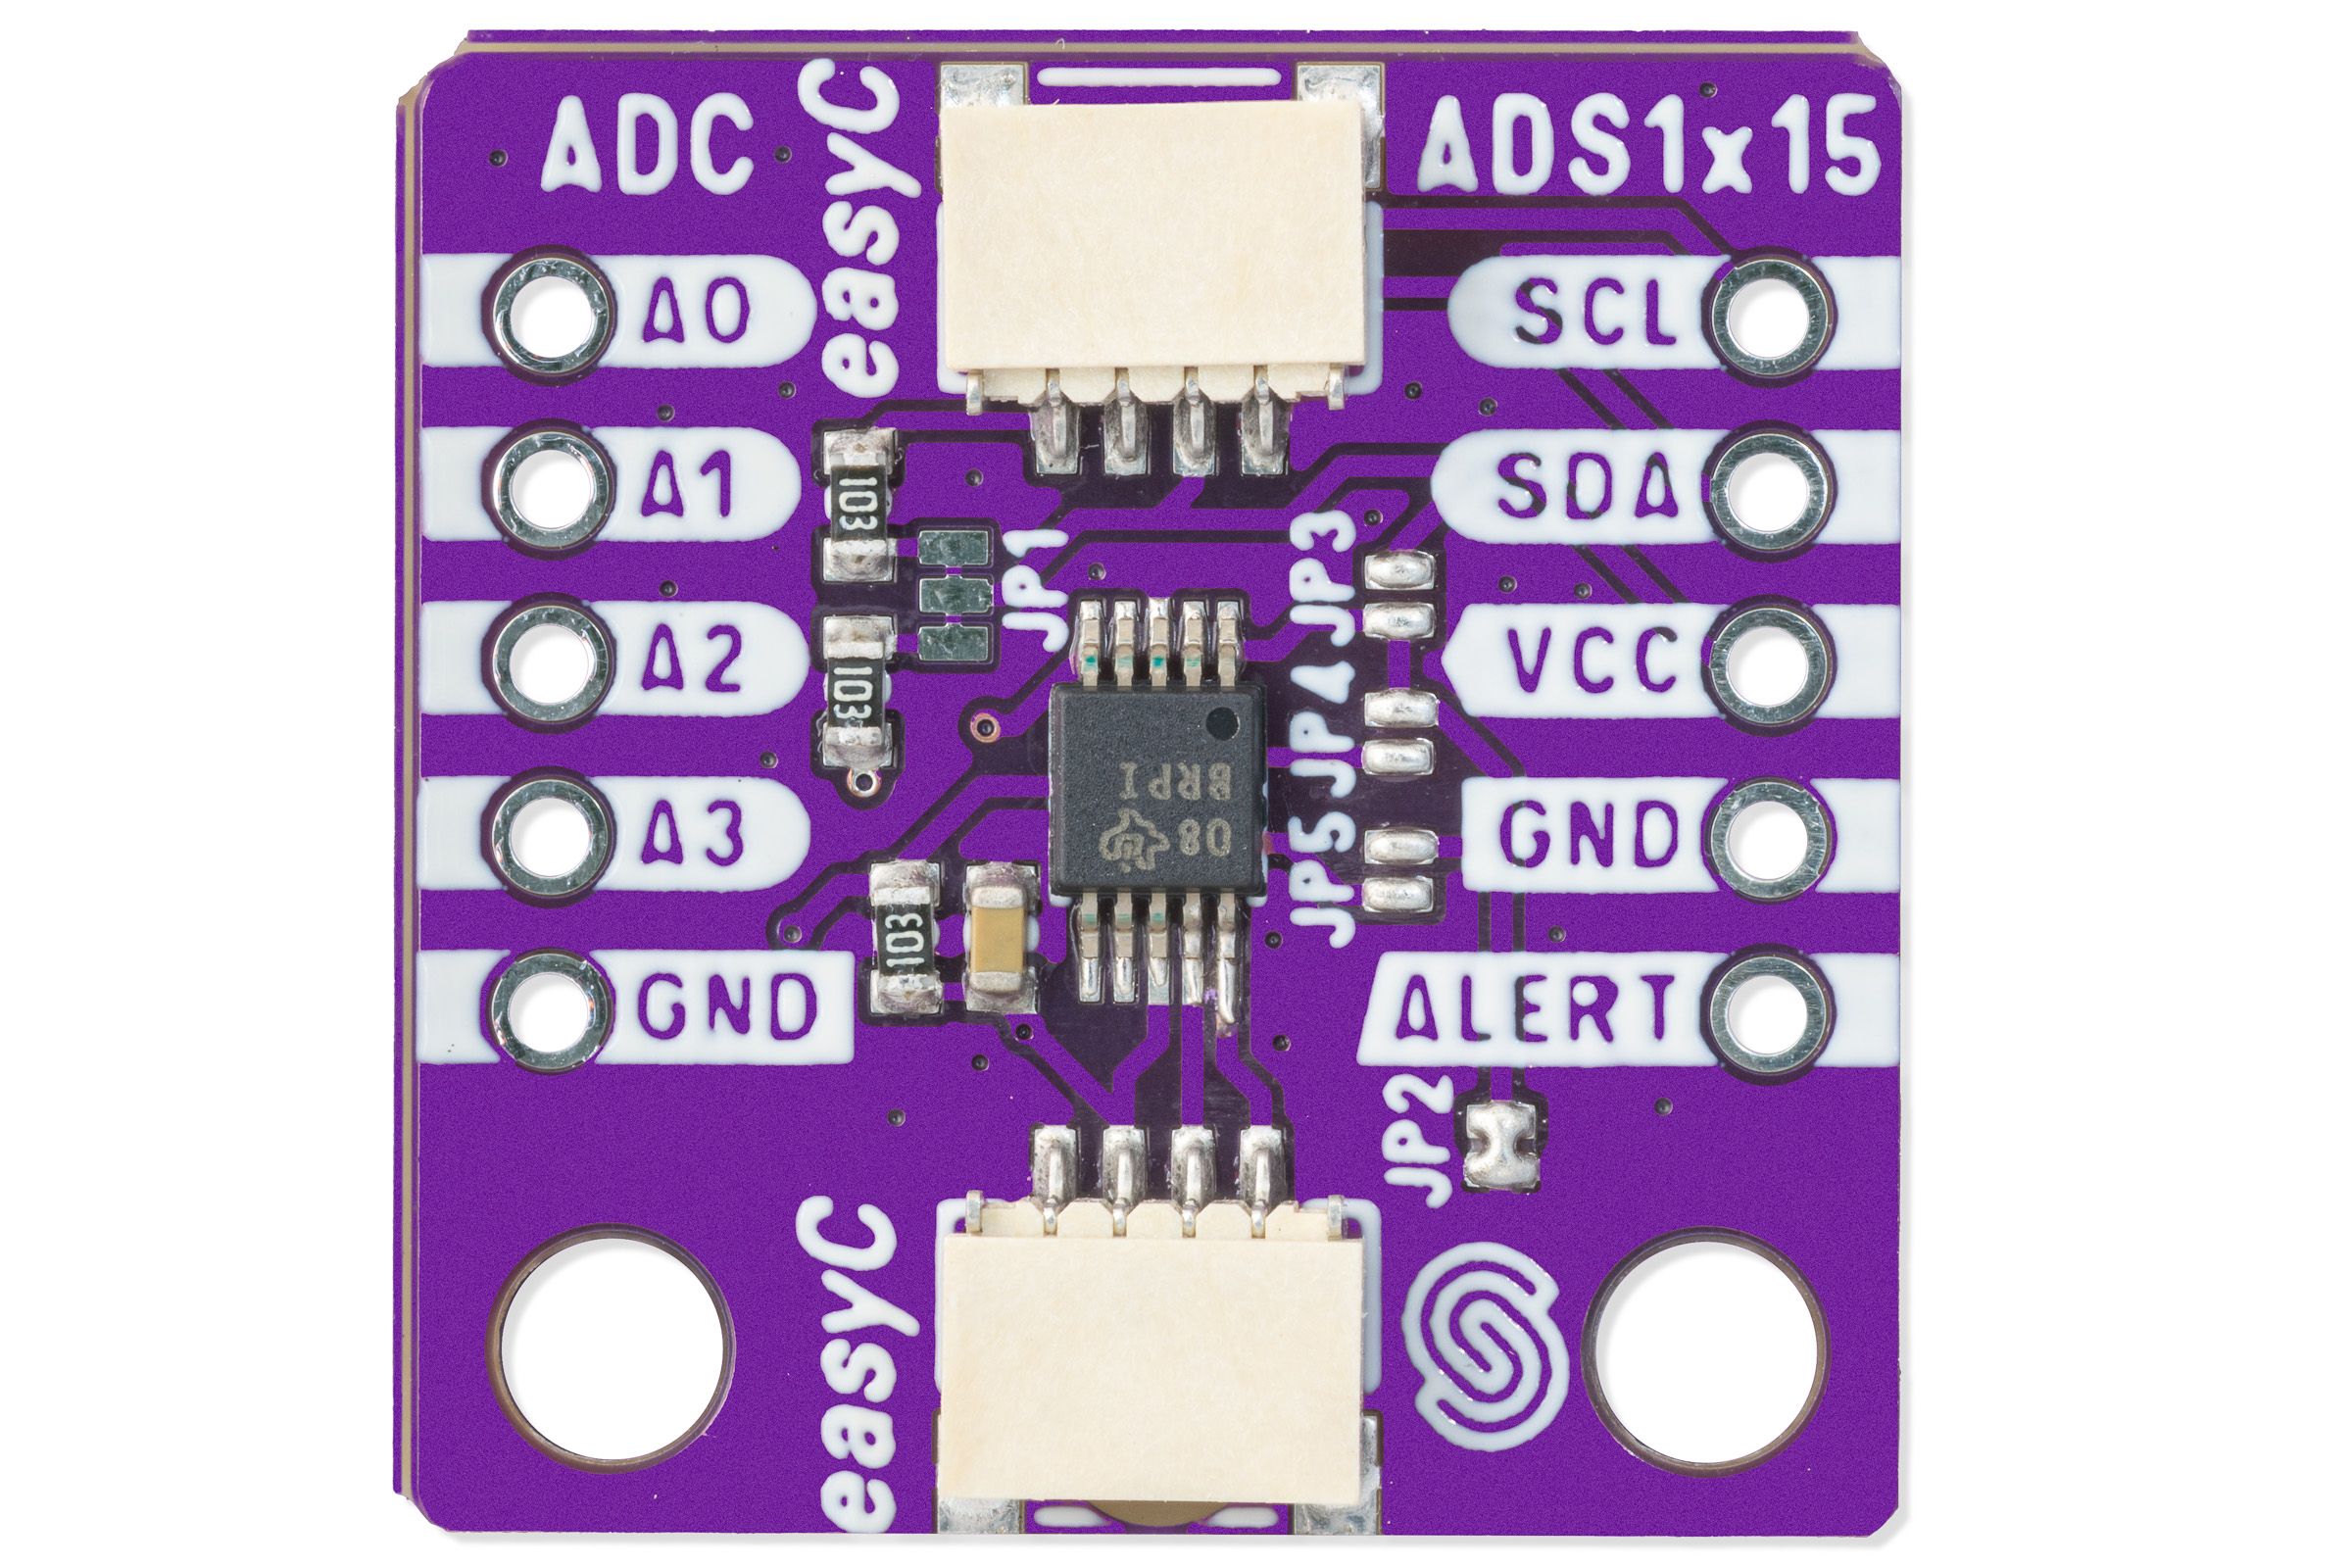 ADC
easyC
ADS1x15
A0
SCL
A1
103
SDA
JP1
JP3
A2
103
VCC
JP4
BRPI
08
A3
JP5
GND
103
GND
ALERT
JP2
easyC